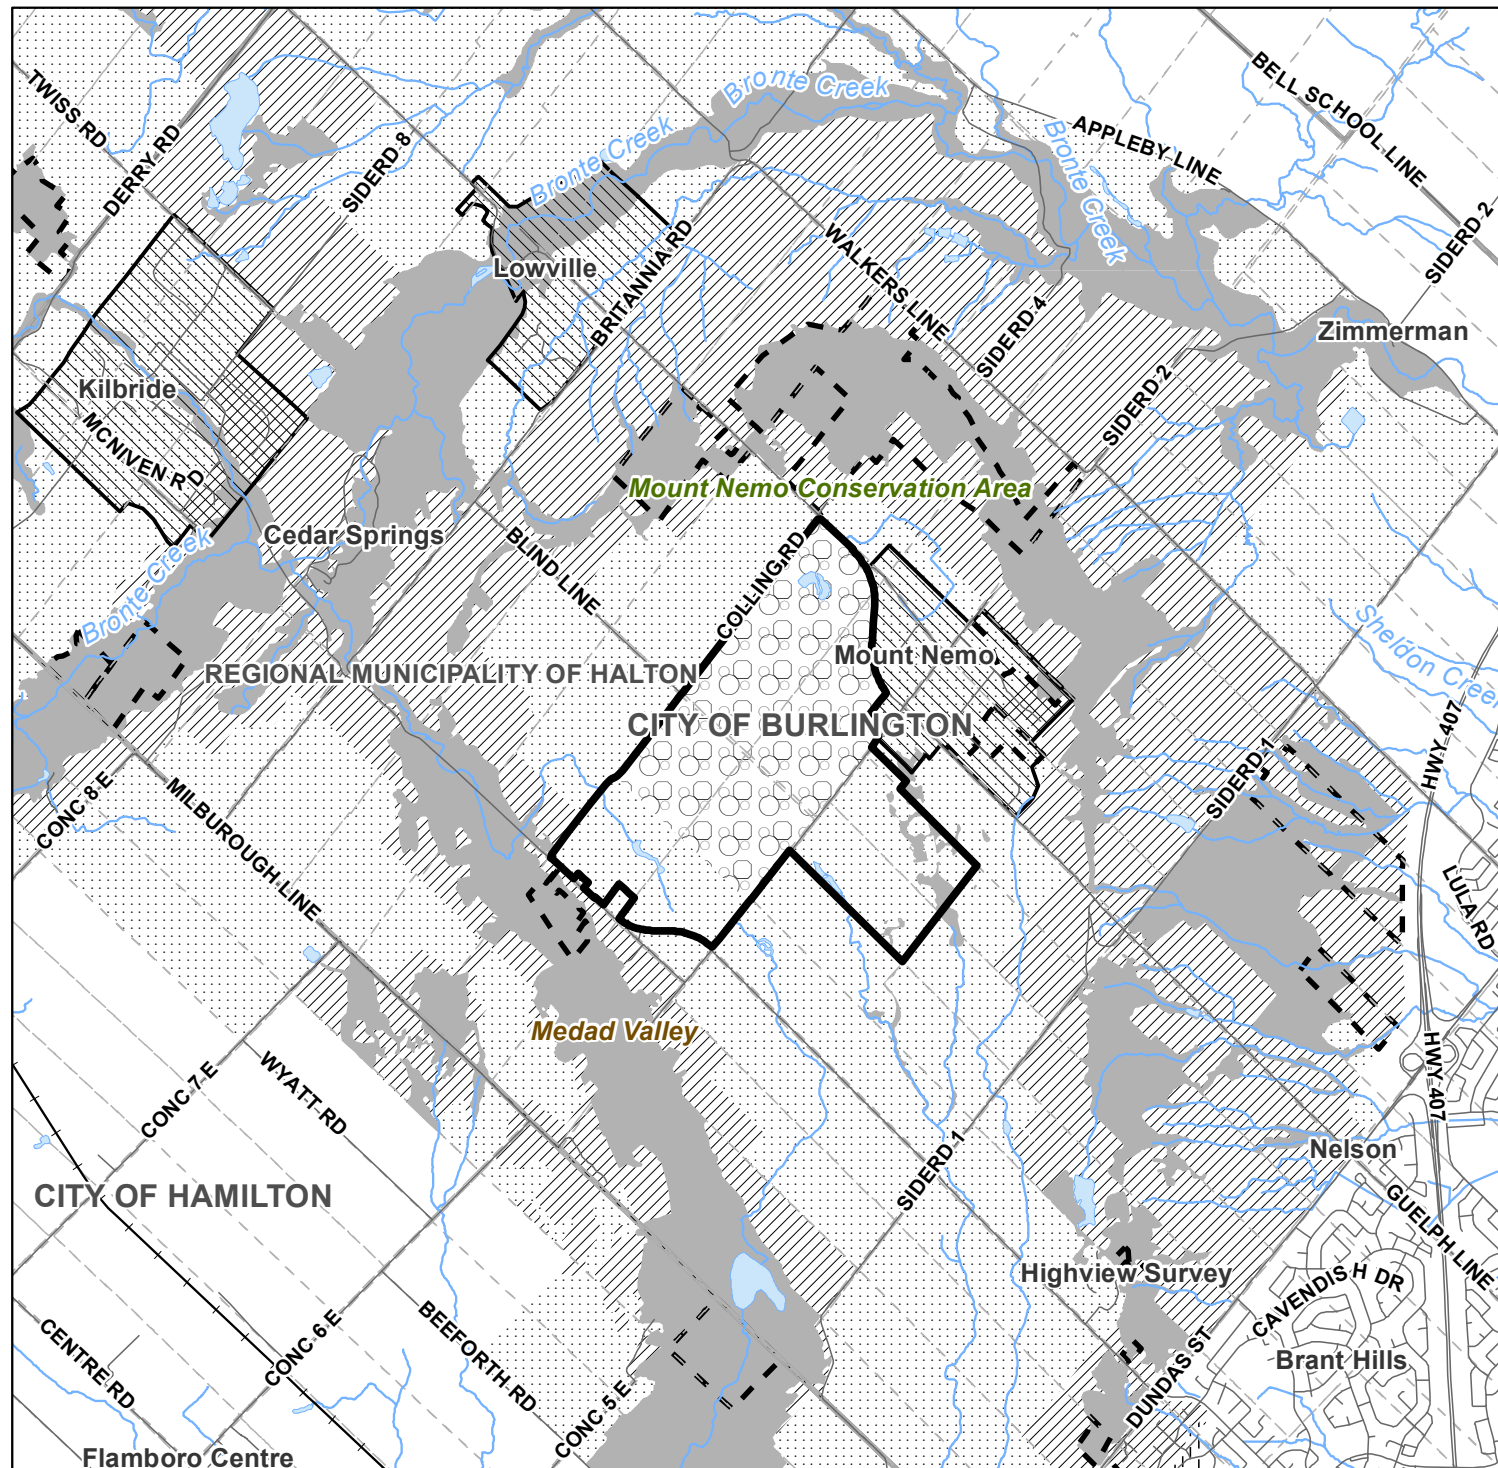 BELL SCHOOL LINE
Bronte Creek
TWISS RD
APPLEBY LINE
DERRY RD
SIDERD 8
Bronte Creek
Bronte Creek
SIDERD 2
Lowville
BRITANNIA RD
WALKERS LINE
SIDERD 4
Zimmerman
Kilbride
SIDERD 2
MCNIVEN RD
Mount Nemo Conservation Area
Cedar Springs
BLIND LINE
COLLING RD
Bronte Creek
Sheldon Creek
Mount Nemo
REGIONAL MUNICIPALITY OF HALTON
CITY OF BURLINGTON
HWY 407
SIDERD 1
CONC 8 E
MILBOROUGH LINE
LULA RD
Medad Valley
HWY 407
CONC 7 E
WYATT RD
Nelson
SIDERD 1
CITY OF HAMILTON
GUELPH LINE
Highview Survey
CAVENDISH DR
CENTRE RD
CONC 6 E
BEEFORTH RD
Brant Hills
DUNDAS ST
CONC 5 E
Flamboro Centre